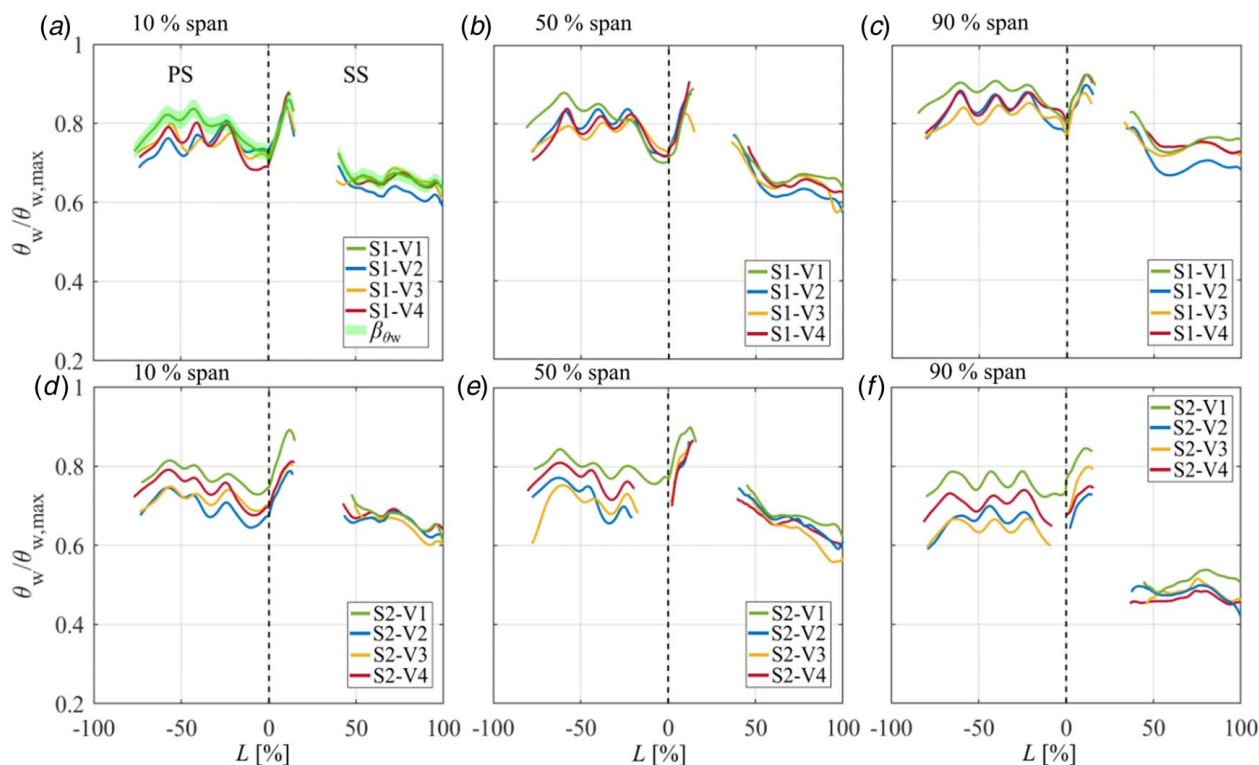 (a) 10 % span
(b) 50 % span
(c) 90 % span
1
0.8
0.6
0.4
0.2
θw/θw,max
PS
SS
S1-V1
S1-V2
S1-V3
S1-V4
βθw
S1-V1
S1-V2
S1-V3
S1-V4
S1-V1
S1-V2
S1-V3
S1-V4
(d) 10 % span
(e) 50 % span
(f) 90 % span
1
0.8
0.6
0.4
0.2
θw/θw,max
S2-V1
S2-V2
S2-V3
S2-V4
S2-V1
S2-V2
S2-V3
S2-V4
S2-V1
S2-V2
S2-V3
S2-V4
-100 -50 0 50 100
L [%]
-100 -50 0 50 100
L [%]
-100 -50 0 50 100
L [%]